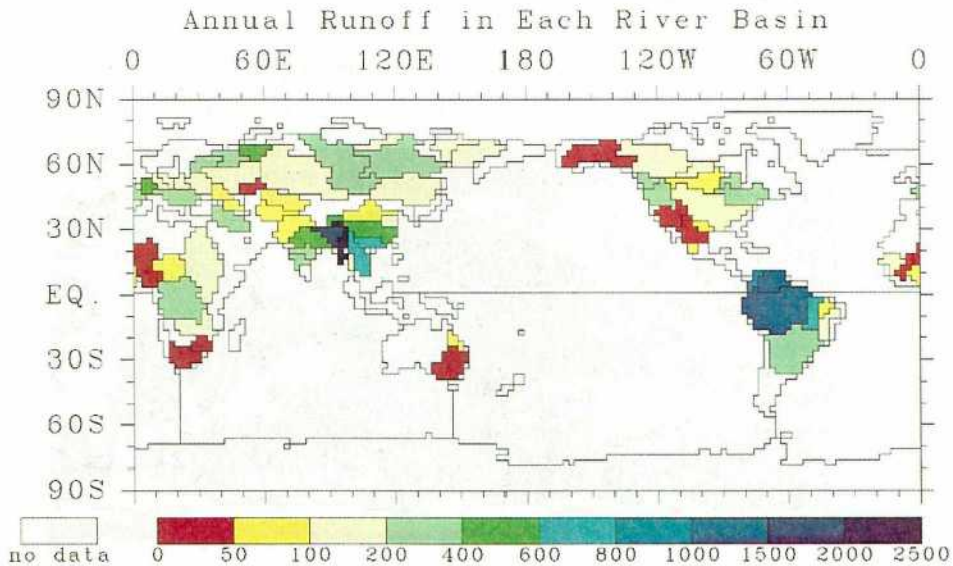 Annual Runoff in Each River Basin
0 60E 120E 180 120W 60W 0
90N
60N
30N
EQ.
30S
60S
90S
no data 0 50 100 200 400 600 800 1000 1500 2000 2500